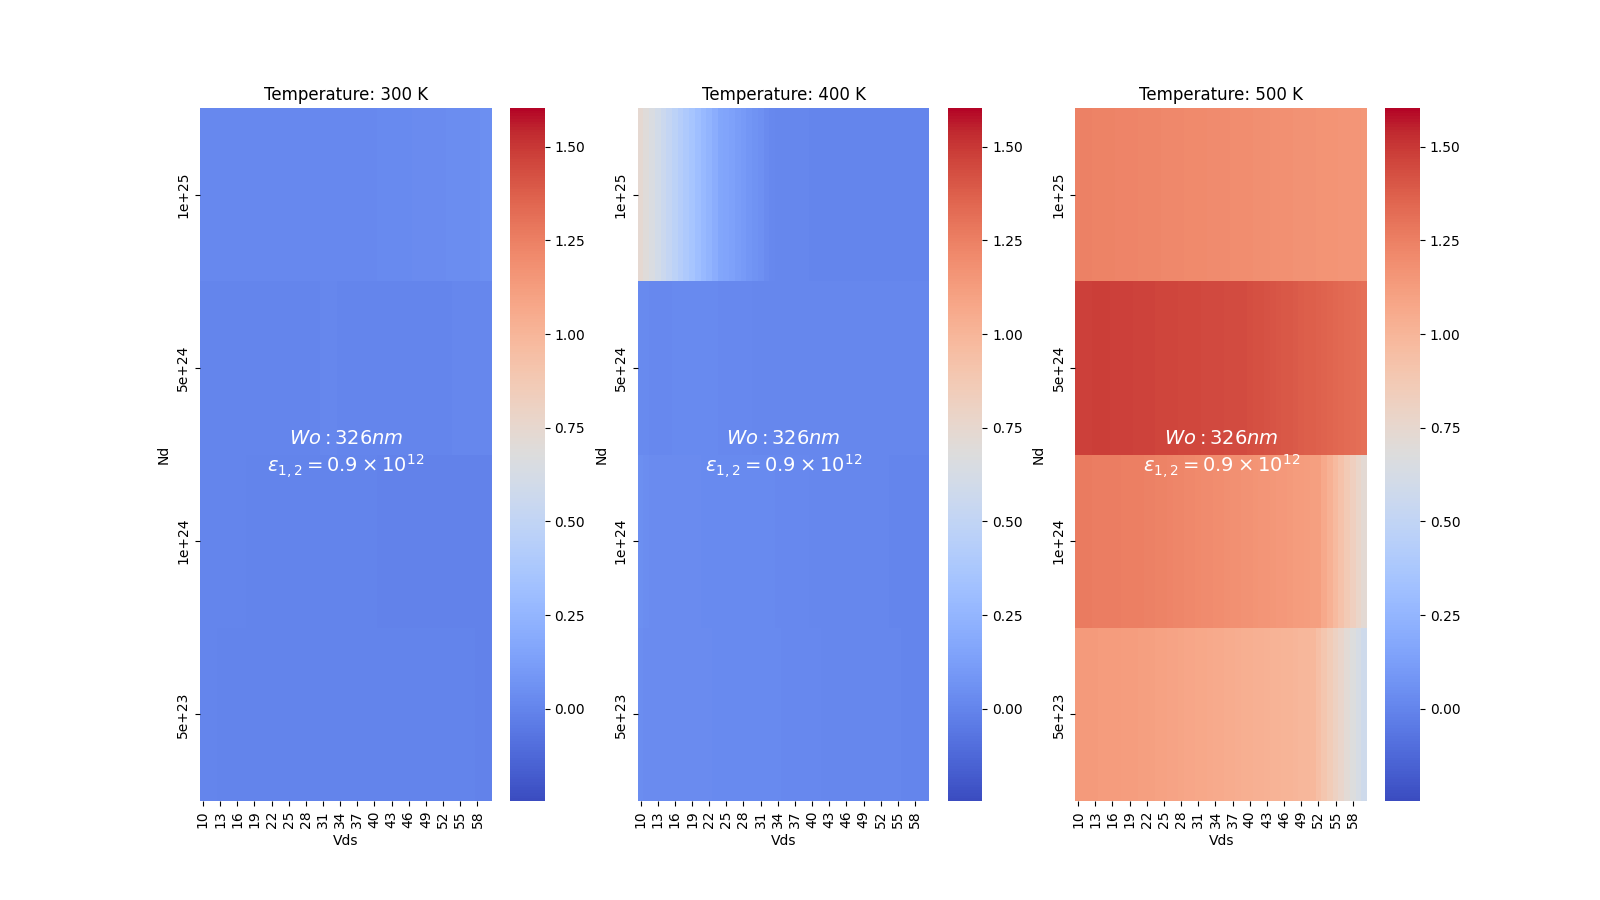 Temperature: 300 K
1e+25
5e+24
1e+24
5e+23
Nd
Wo : 326nm
ε1, 2 = 0.9 × 10^12
10 13 16 19 22 25 28 31 34 37 40 43 46 49 52 55 58
Vds
1.50
1.25
1.00
0.75
0.50
0.25
0.00
Temperature: 400 K
1e+25
5e+24
1e+24
5e+23
Nd
Wo : 326nm
ε1, 2 = 0.9 × 10^12
10 13 16 19 22 25 28 31 34 37 40 43 46 49 52 55 58
Vds
1.50
1.25
1.00
0.75
0.50
0.25
0.00
Temperature: 500 K
1e+25
5e+24
1e+24
5e+23
Nd
Wo : 326nm
ε1, 2 = 0.9 × 10^12
10 13 16 19 22 25 28 31 34 37 40 43 46 49 52 55 58
Vds
1.50
1.25
1.00
0.75
0.50
0.25
0.00